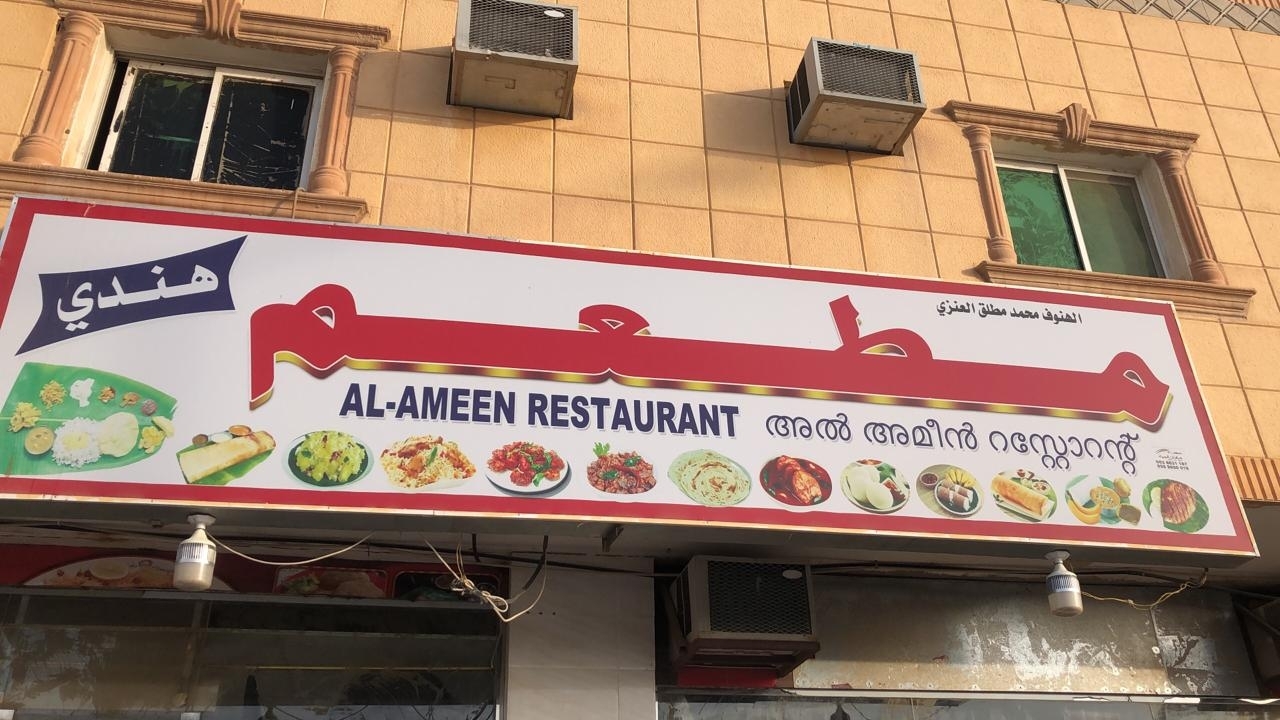 الهنوف محمد مطلق العنزي
هندي
مطعم
AL-AMEEN RESTAURANT
അൽ അമീൻ റസ്റ്റോറന്റ്